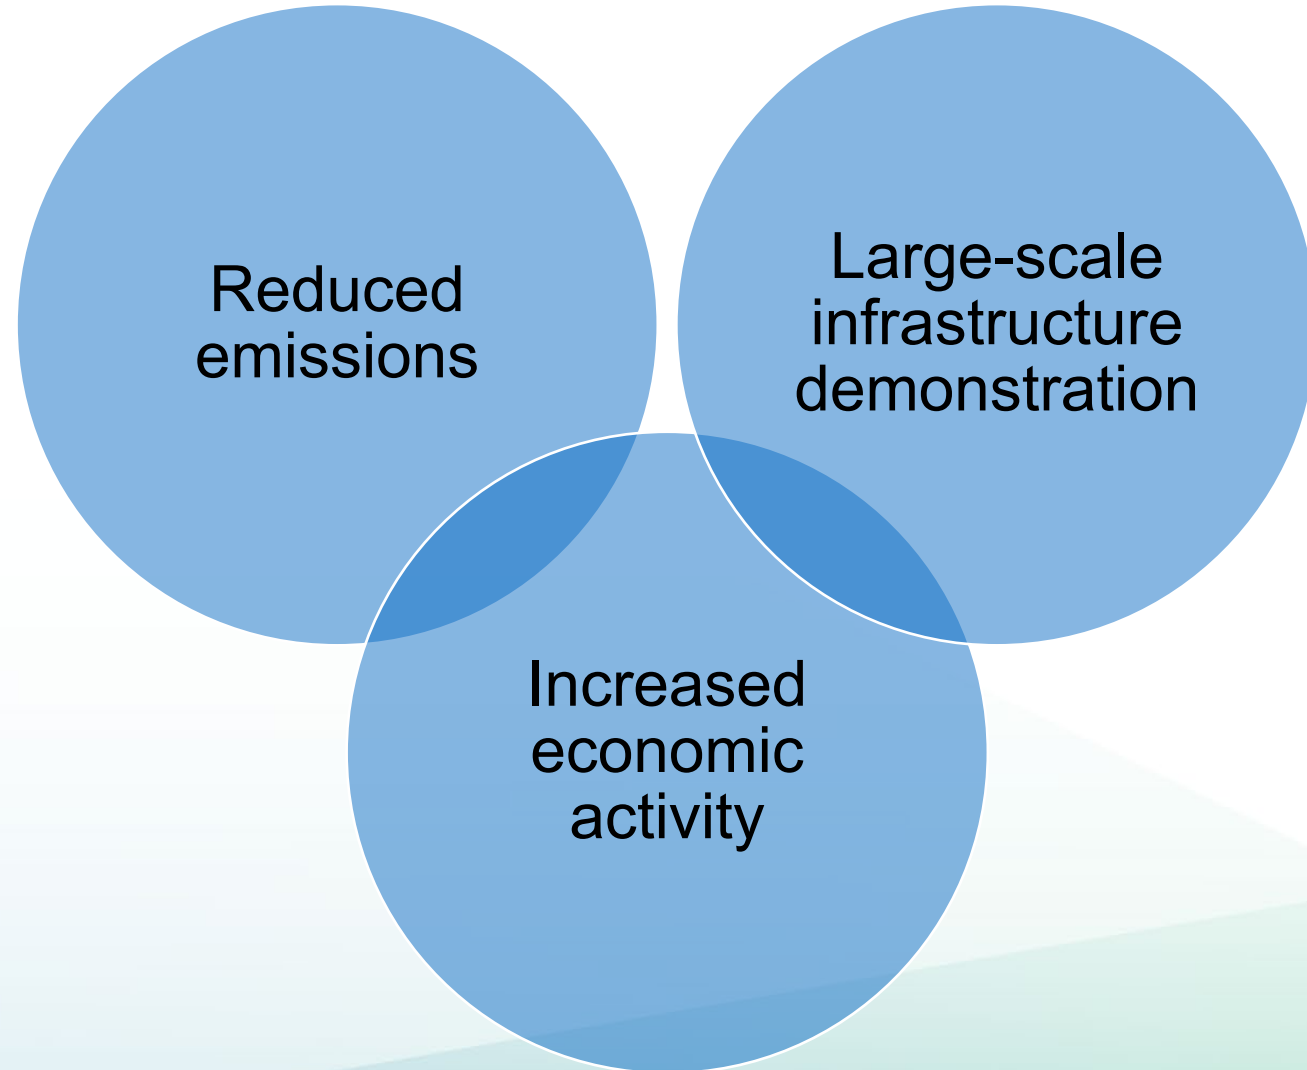 Reduced
emissions
Large-scale
infrastructure
demonstration
Increased
economic
activity